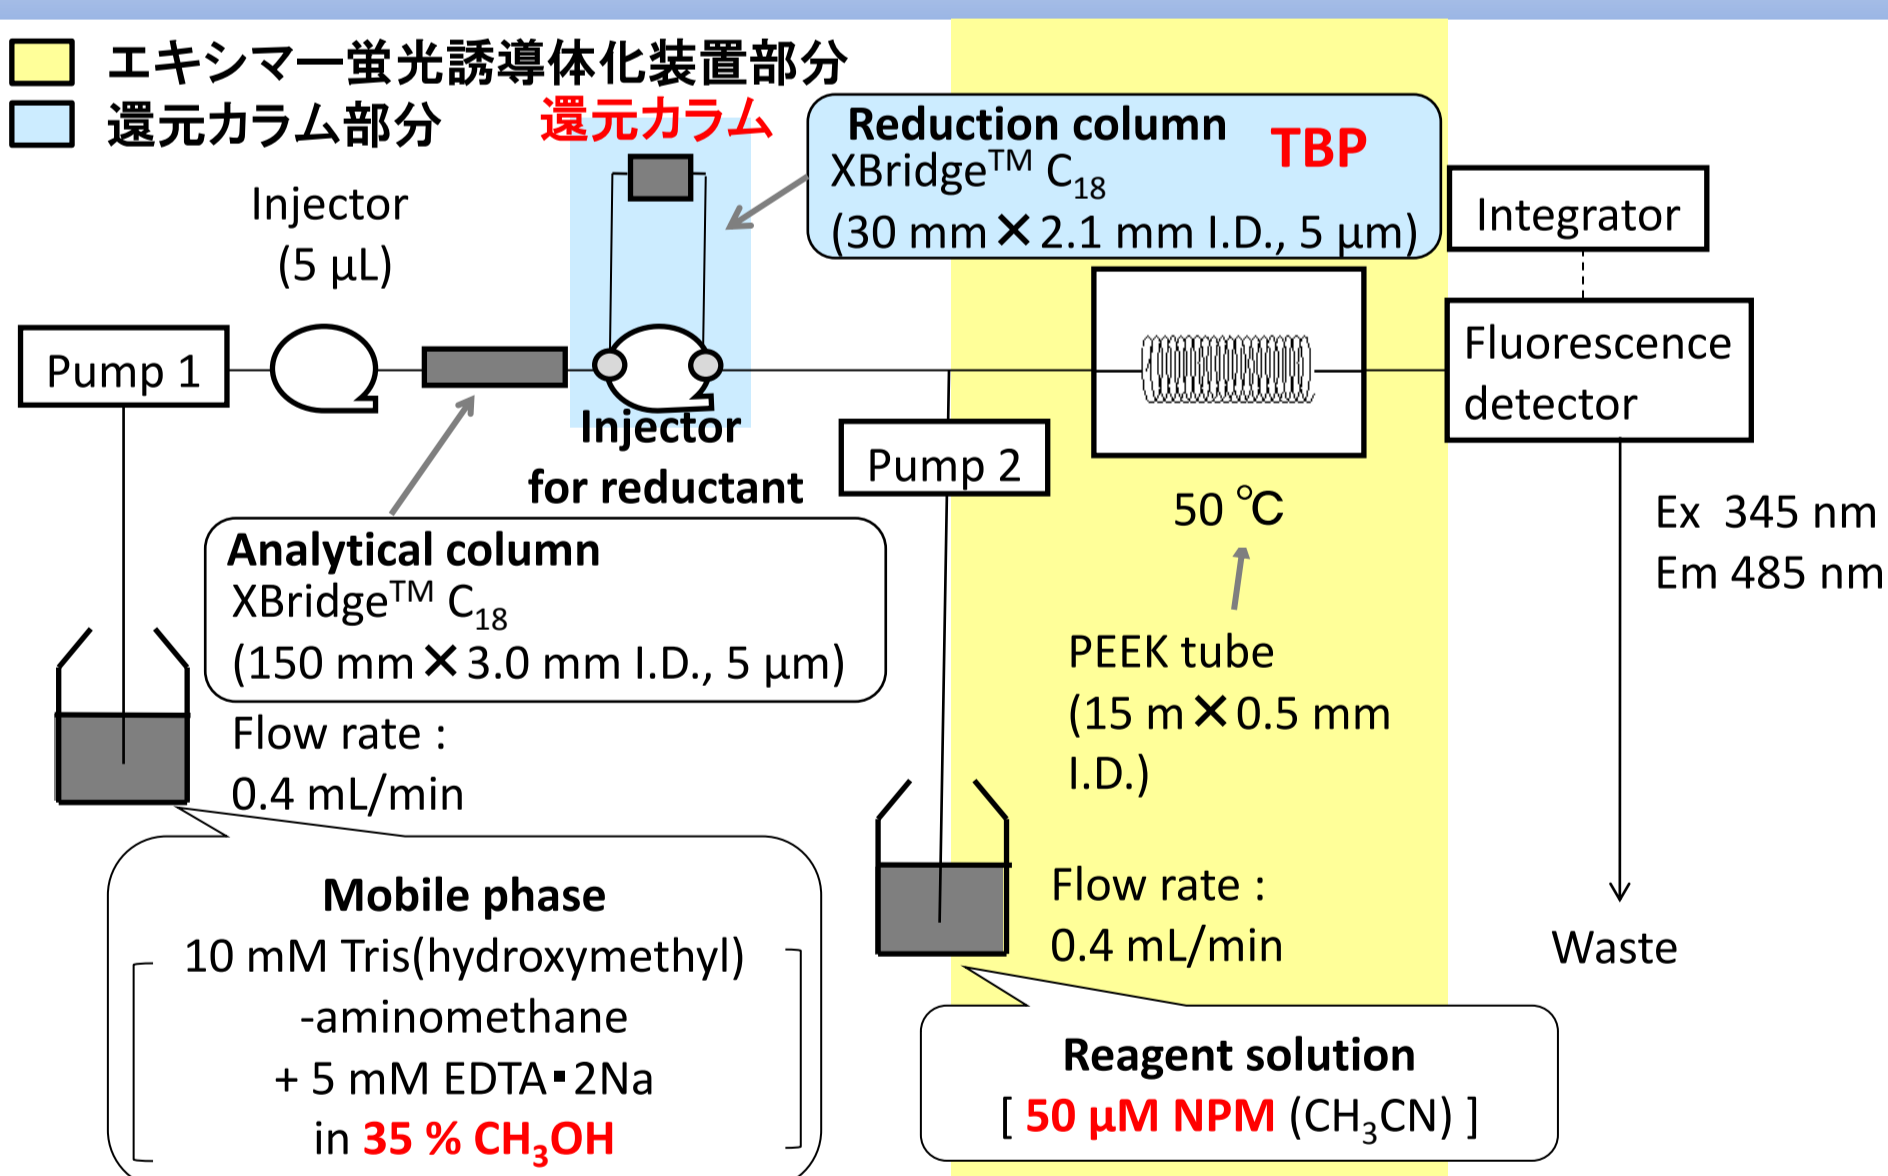 エキシマー蛍光誘導体化装置部分
還元カラム部分
還元カラム
Reduction column
TBP
XBridge™ C₁₈
(30 mm×2.1 mm I.D., 5 μm)
Injector
(5 μL)
Integrator
Pump 1
Fluorescence
detector
Injector
for reductant
Pump 2
50 ℃
Ex 345 nm
Em 485 nm
Analytical column
XBridge™ C₁₈
(150 mm×3.0 mm I.D., 5 μm)
PEEK tube
(15 m×0.5 mm
I.D.)
Flow rate :
0.4 mL/min
Flow rate :
0.4 mL/min
Waste
Mobile phase
10 mM Tris(hydroxymethyl)
-aminomethane
+ 5 mM EDTA▪2Na
in 35 % CH₃OH
Reagent solution
[ 50 μM NPM (CH₃CN) ]